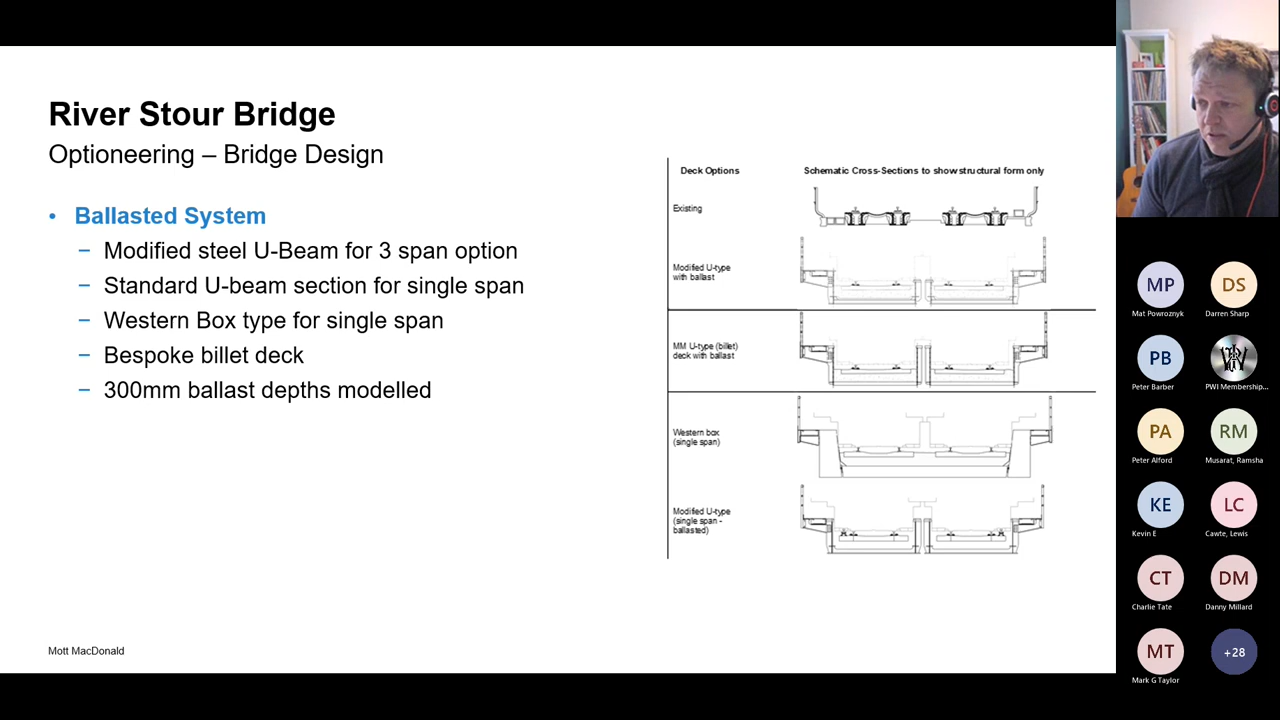 River Stour Bridge
Optioneering – Bridge Design
• Ballasted System
– Modified steel U-Beam for 3 span option
– Standard U-beam section for single span
– Western Box type for single span
– Bespoke billet deck
– 300mm ballast depths modelled
Deck Options
Schematic Cross-Sections to show structural form only
Existing
Modified U-type
with ballast
MM U-type (billet)
deck with ballast
Western box
(single span)
Modified U-type
(single span -
ballasted)
Mott MacDonald
MP
DS
Mat Powroznyk
Darren Sharp
PB
Peter Barber
PWI Membership...
PA
RM
Peter Alford
Musarat, Ramsha
KE
LC
Kevin E
Cawte, Lewis
CT
DM
Charlie Tate
Danny Millard
MT
+28
Mark G Taylor